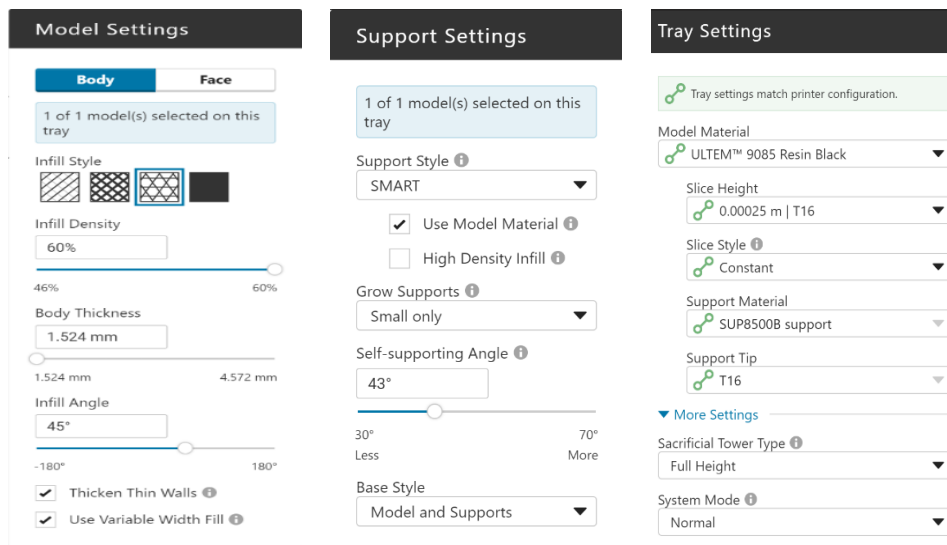 Model Settings
Body
Face
1 of 1 model(s) selected on this
tray
Infill Style
Infill Density
60%
46%
60%
Body Thickness
1.524 mm
1.524 mm
4.572 mm
Infill Angle
45°
-180°
180°
Thicken Thin Walls
Use Variable Width Fill
Support Settings
1 of 1 model(s) selected on this
tray
Support Style
SMART
Use Model Material
High Density Infill
Grow Supports
Small only
Self-supporting Angle
43°
30°
70°
Less
More
Base Style
Model and Supports
Tray Settings
Tray settings match printer configuration.
Model Material
ULTEM™ 9085 Resin Black
Slice Height
0.00025 m | T16
Slice Style
Constant
Support Material
SUP8500B support
Support Tip
T16
More Settings
Sacrificial Tower Type
Full Height
System Mode
Normal